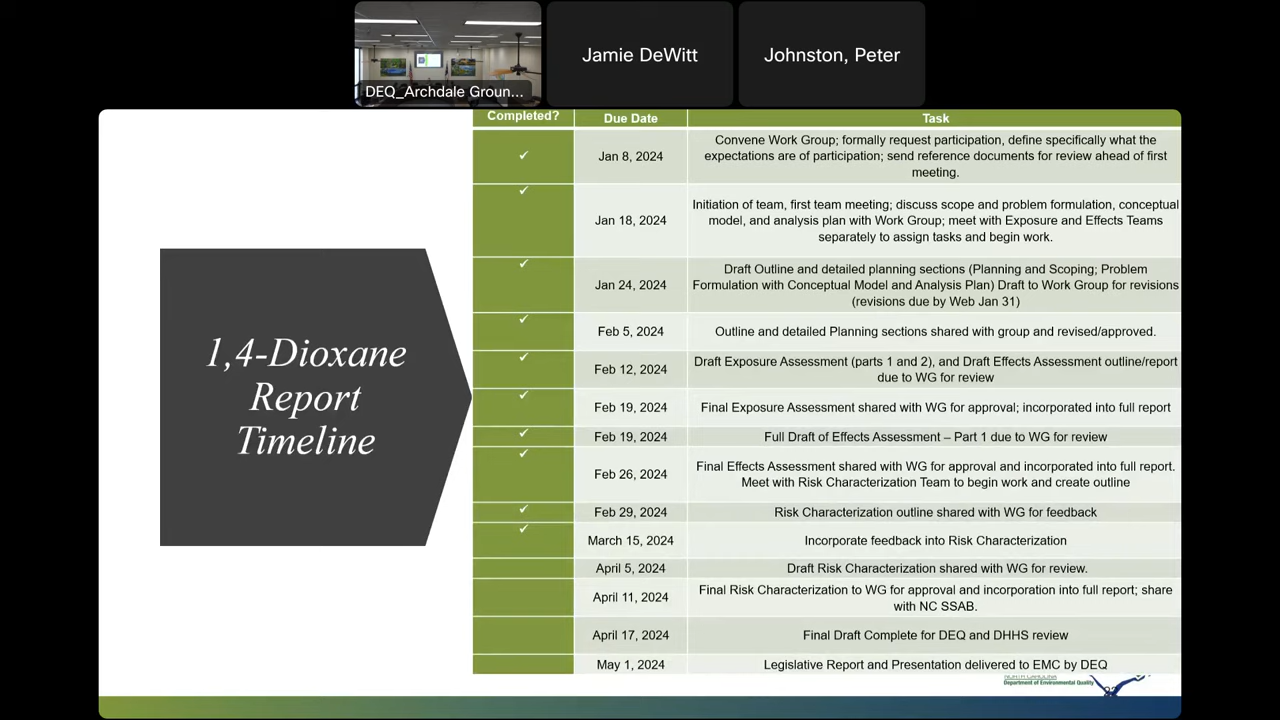 DEQ_Archdale Groun...
Jamie DeWitt
Johnston, Peter
1,4-Dioxane
Report
Timeline
Completed?
Due Date
Task
✓
Jan 8, 2024
Convene Work Group; formally request participation, define specifically what the
expectations are of participation; send reference documents for review ahead of first
meeting.
✓
Jan 18, 2024
Initiation of team, first team meeting; discuss scope and problem formulation, conceptual
model, and analysis plan with Work Group; meet with Exposure and Effects Teams
separately to assign tasks and begin work.
✓
Jan 24, 2024
Draft Outline and detailed planning sections (Planning and Scoping; Problem
Formulation with Conceptual Model and Analysis Plan) Draft to Work Group for revisions
(revisions due by Web Jan 31)
✓
Feb 5, 2024
Outline and detailed Planning sections shared with group and revised/approved.
✓
Feb 12, 2024
Draft Exposure Assessment (parts 1 and 2), and Draft Effects Assessment outline/report
due to WG for review
✓
Feb 19, 2024
Final Exposure Assessment shared with WG for approval; incorporated into full report
✓
Feb 19, 2024
Full Draft of Effects Assessment – Part 1 due to WG for review
✓
Feb 26, 2024
Final Effects Assessment shared with WG for approval and incorporated into full report.
Meet with Risk Characterization Team to begin work and create outline
✓
Feb 29, 2024
Risk Characterization outline shared with WG for feedback
✓
March 15, 2024
Incorporate feedback into Risk Characterization
April 5, 2024
Draft Risk Characterization shared with WG for review.
April 11, 2024
Final Risk Characterization to WG for approval and incorporation into full report; share
with NC SSAB.
April 17, 2024
Final Draft Complete for DEQ and DHHS review
May 1, 2024
Legislative Report and Presentation delivered to EMC by DEQ
NORTH CAROLINA
Department of Environmental Quality